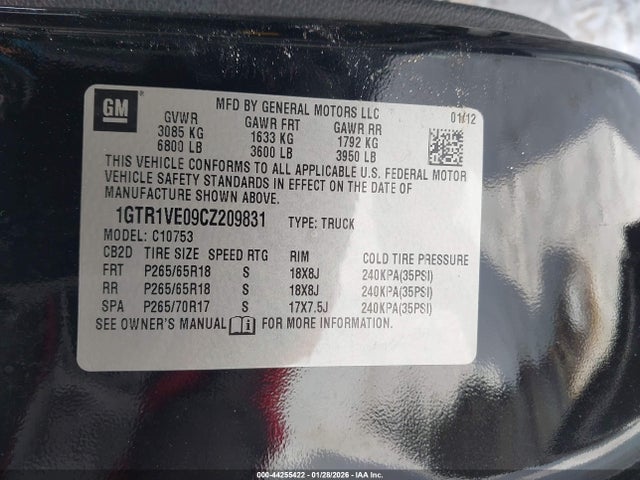 GM
MFD BY GENERAL MOTORS LLC
GVWR GAWR FRT GAWR RR 01/12
3085 KG 1633 KG 1792 KG
6800 LB 3600 LB 3950 LB
THIS VEHICLE CONFORMS TO ALL APPLICABLE U.S. FEDERAL MOTOR
VEHICLE SAFETY STANDARDS IN EFFECT ON THE DATE OF
MANUFACTURE SHOWN ABOVE.
1GTR1VE09CZ209831 TYPE: TRUCK
MODEL: C10753
CB2D TIRE SIZE SPEED RTG RIM COLD TIRE PRESSURE
FRT P265/65R18 S 18X8J 240KPA(35PSI)
RR P265/65R18 S 18X8J 240KPA(35PSI)
SPA P265/70R17 S 17X7.5J 240KPA(35PSI)
SEE OWNER'S MANUAL FOR MORE INFORMATION.
000-44255422 - 01/28/2026 - IAAI.COM